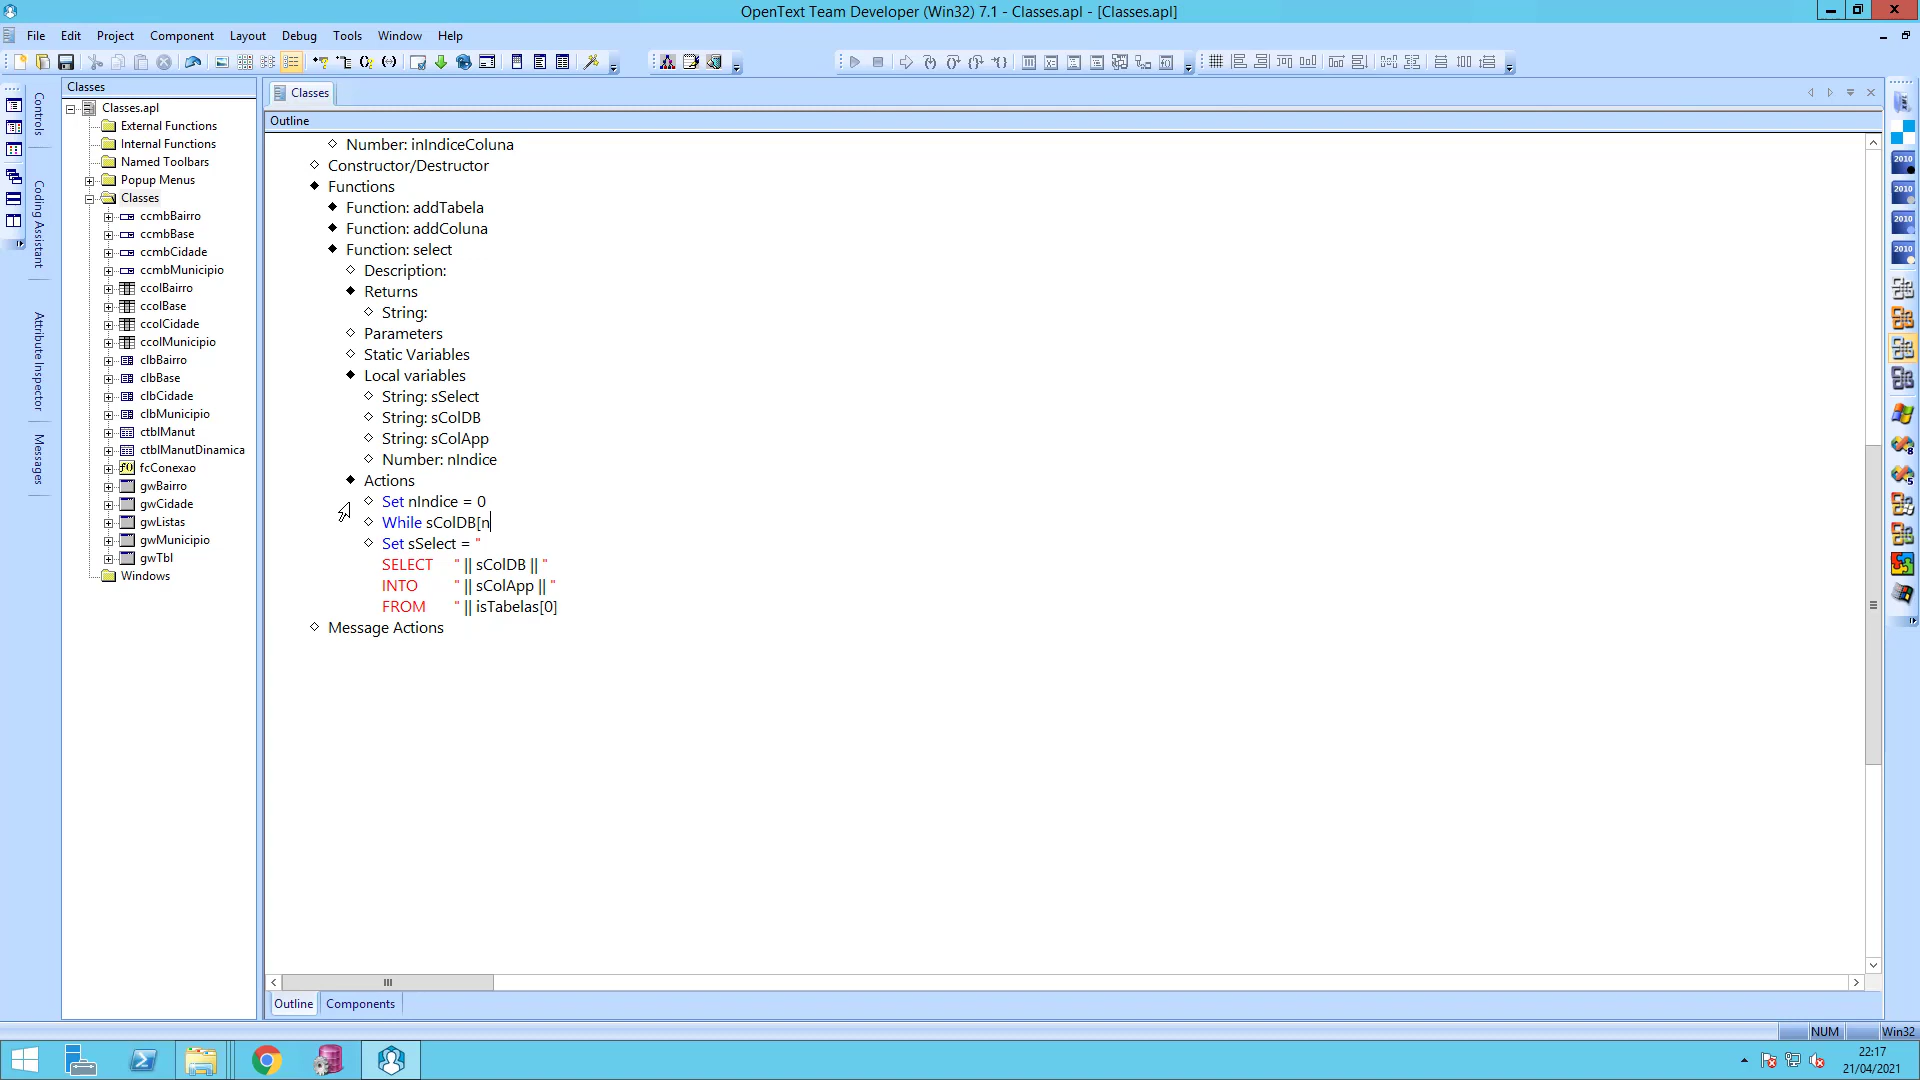 OpenText Team Developer (Win32) 7.1 - Classes.apl - [Classes.apl]
File Edit Project Component Layout Debug Tools Window Help
Classes
Classes.apl
External Functions
Internal Functions
Named Toolbars
Popup Menus
Classes
ccmbBairro
ccmbBase
ccmbCidade
ccmbMunicipio
ccolBairro
ccolBase
ccolCidade
ccolMunicipio
clbBairro
clbBase
clbCidade
clbMunicipio
ctblManut
ctblManutDinamica
fcConexao
gwBairro
gwCidade
gwListas
gwMunicipio
gwTbl
Windows
Controls
Coding Assistant
Attribute Inspector
Messages
Classes
Outline
Number: inIndiceColuna
Constructor/Destructor
Functions
Function: addTabela
Function: addColuna
Function: select
Description:
Returns
String:
Parameters
Static Variables
Local variables
String: sSelect
String: sColDB
String: sColApp
Number: nIndice
Actions
Set nIndice = 0
While sColDB[n
Set sSelect = "
SELECT " || sColDB || "
INTO " || sColApp || "
FROM " || isTabelas[0]
Message Actions
Outline Components
2010
2010
2010
2010
NUM Win32
22:17
21/04/2021